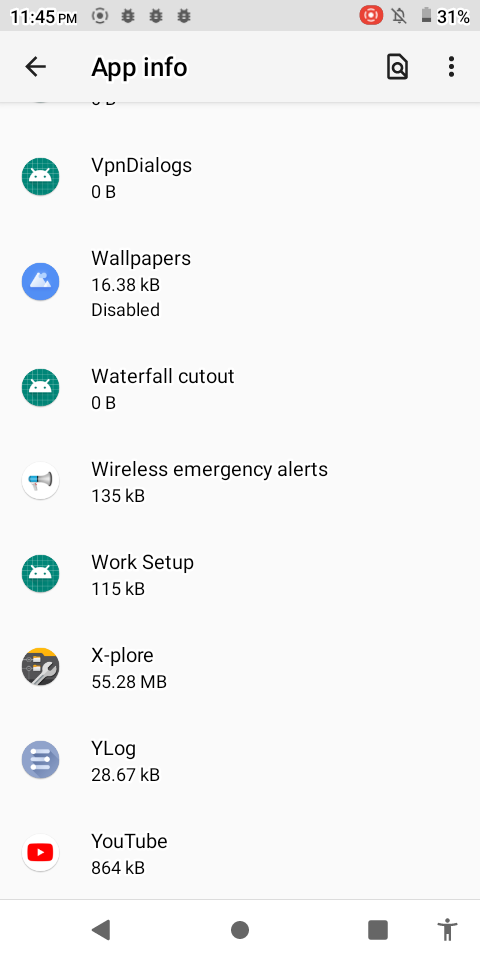 11:45 PM
31%
App info
0 B
VpnDialogs
0 B
Wallpapers
16.38 kB
Disabled
Waterfall cutout
0 B
Wireless emergency alerts
135 kB
Work Setup
115 kB
X-plore
55.28 MB
YLog
28.67 kB
YouTube
864 kB